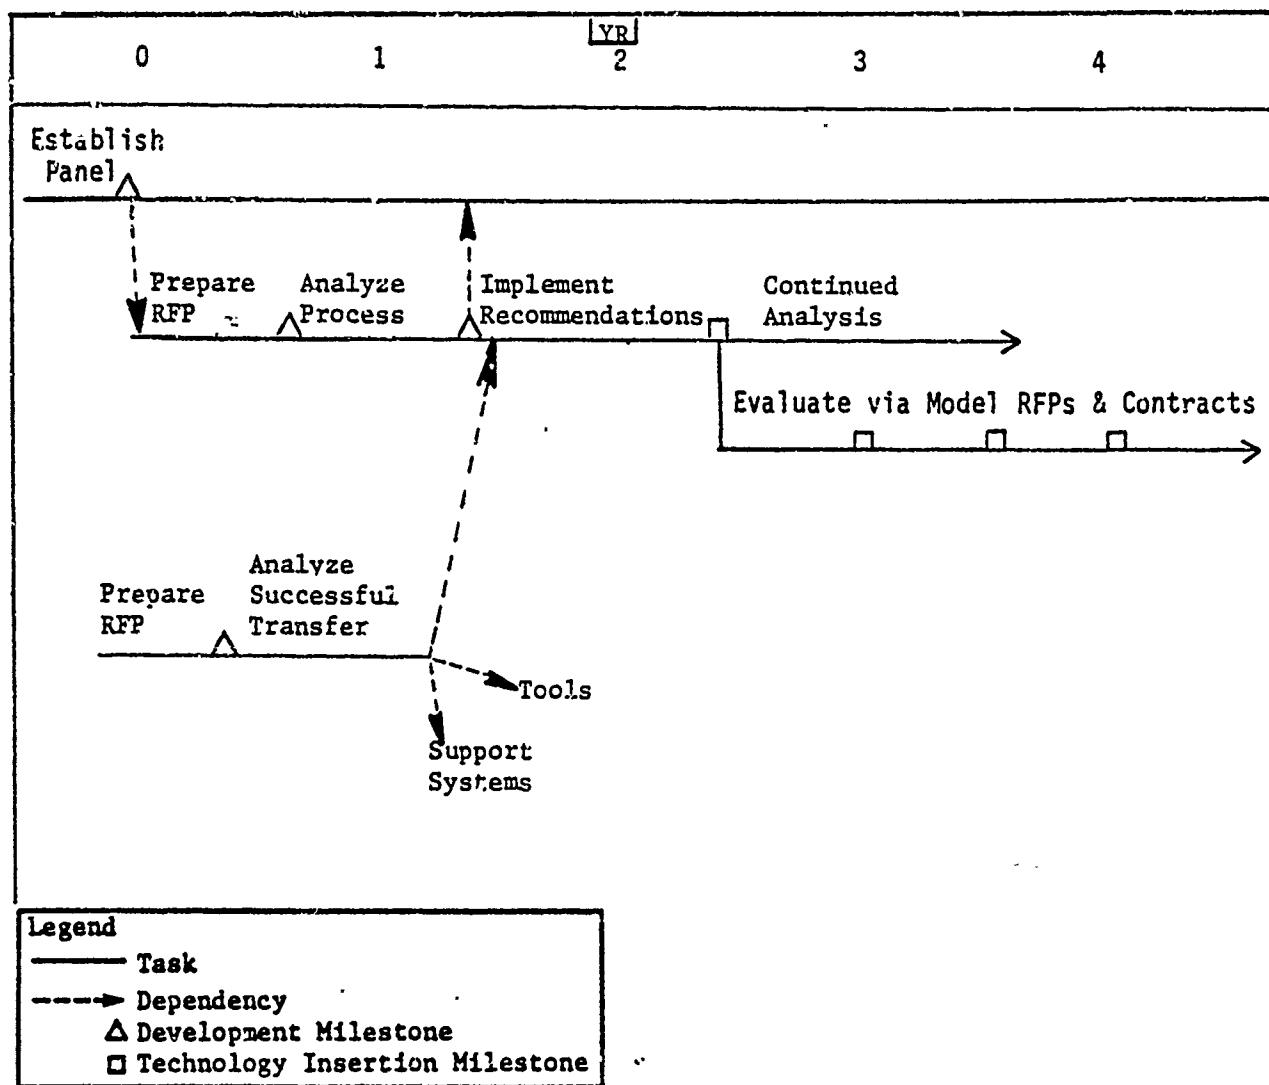 YR
0 1 2 3 4
Establish
Panel
Prepare
RFP
Analyze
Process
Implement
Recommendations
Continued
Analysis
Evaluate via Model RFPs & Contracts
Prepare
RFP
Analyze
Successful
Transfer
Tools
Support
Systems
Legend
Task
Dependency
Development Milestone
Technology Insertion Milestone